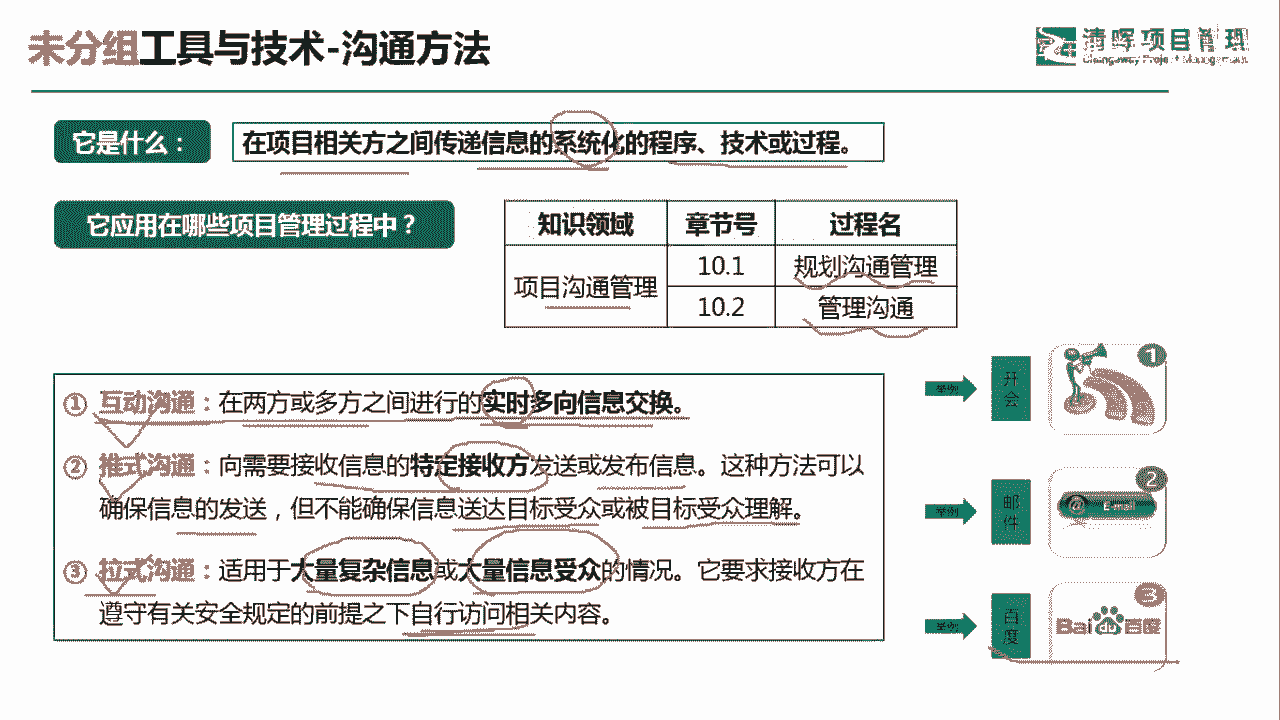 未分组工具与技术-沟通方法
清晖项目管理
它是什么：
在项目相关方之间传递信息的系统化的程序、技术或过程。
它应用在哪些项目管理过程中？
知识领域 章节号 过程名
项目沟通管理 10.1 规划沟通管理
10.2 管理沟通
① 互动沟通：在两方或多方之间进行的实时多向信息交换。
② 推式沟通：向需要接收信息的特定接收方发送或发布信息。这种方法可以
确保信息的发送，但不能确保信息送达目标受众或被目标受众理解。
③ 拉式沟通：适用于大量复杂信息或大量信息受众的情况。它要求接收方在
遵守有关安全规定的前提之下自行访问相关内容。
举例 开会 1
举例 邮件 2 @ E-mail
举例 百度 3 Bai 百度